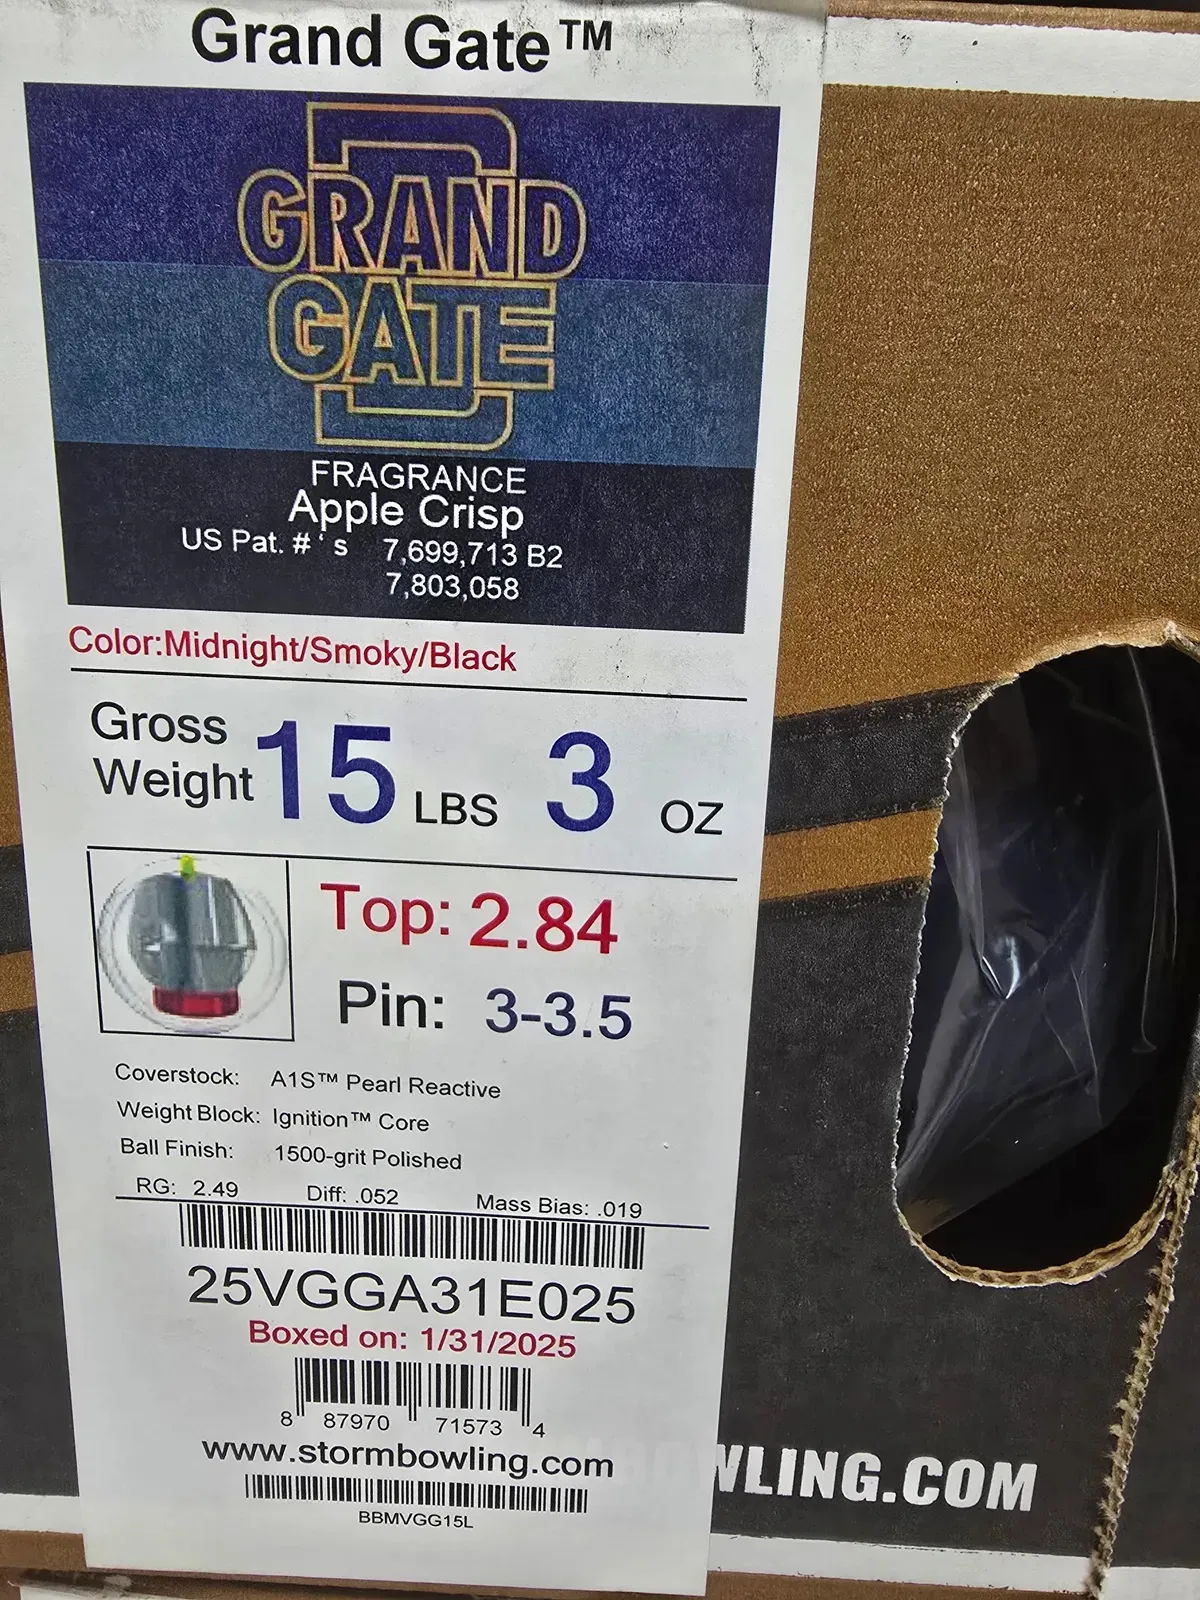 Grand Gate™
GRAND
GATE
FRAGRANCE
Apple Crisp
US Pat. #'s 7,699,713 B2
7,803,058
Color:Midnight/Smoky/Black
Gross Weight 15 LBS 3 OZ
Top: 2.84
Pin: 3-3.5
Coverstock: A1S™ Pearl Reactive
Weight Block: Ignition™ Core
Ball Finish: 1500-grit Polished
RG: 2.49 Diff: .052 Mass Bias: .019
25VGGA31E025
Boxed on: 1/31/2025
8 87970 71573 4
www.stormbowling.com
BBMVGG15L
WLING.COM